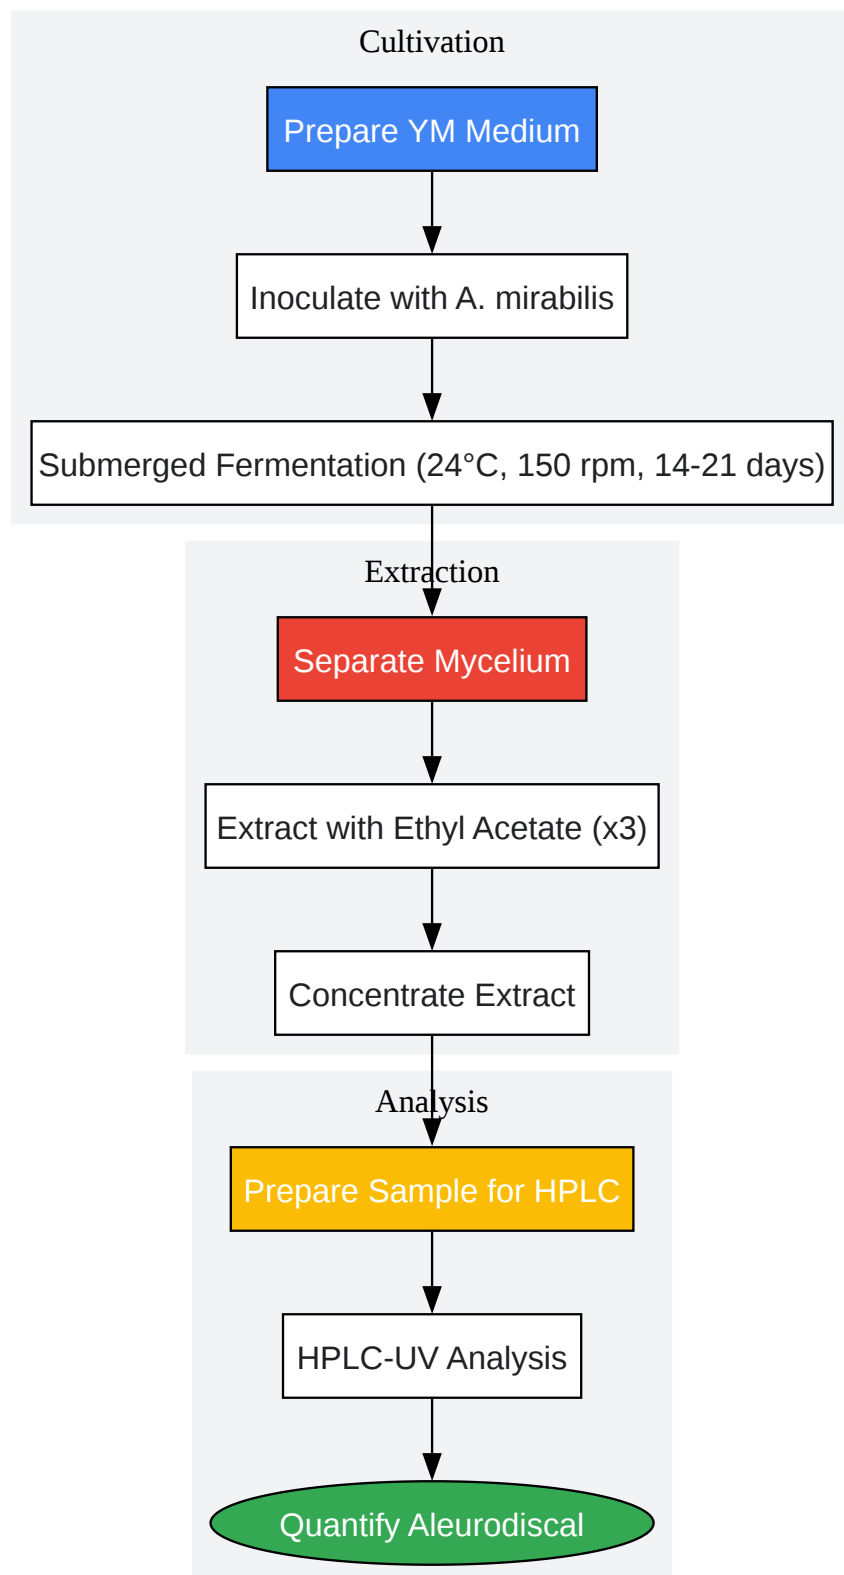 Cultivation
Prepare YM Medium
Inoculate with A. mirabilis
Submerged Fermentation (24°C, 150 rpm, 14-21 days)
Extraction
Separate Mycelium
Extract with Ethyl Acetate (x3)
Concentrate Extract
Analysis
Prepare Sample for HPLC
HPLC-UV Analysis
Quantify Aleurodiscal